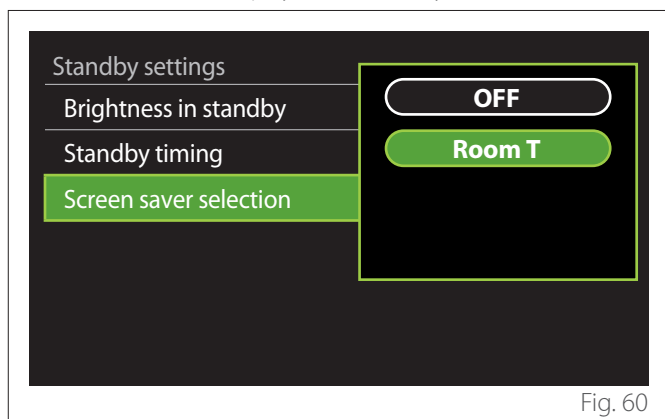 Standby settings
Brightness in standby
Standby timing
Screen saver selection
OFF
Room T
Fig. 60